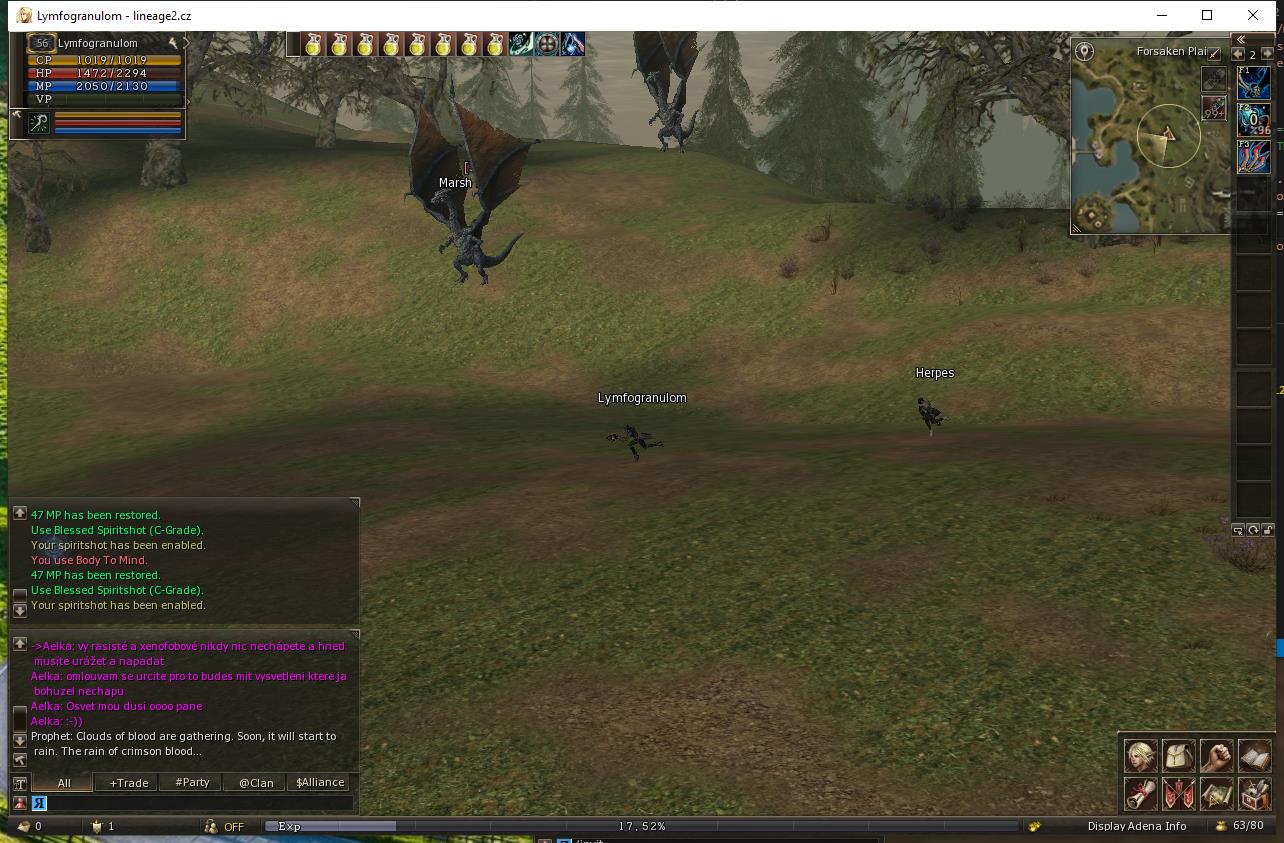 Lymfogranulom - lineage2.cz
56 Lymfogranulom
CP 1019/1019
HP 1472/2294
MP 2050/2130
VP
Forsaken Plai
2
F1
99+
F2
0
x96
F3
Marsh
Herpes
Lymfogranulom
47 MP has been restored.
Use Blessed Spiritshot (C-Grade).
Your spiritshot has been enabled.
You use Body To Mind.
47 MP has been restored.
Use Blessed Spiritshot (C-Grade).
Your spiritshot has been enabled.
->Aelka: vy rasisté a xenofobové nikdy nic nechápete a hned
musíte urážet a napadat
Aelka: omlouvam se urcite pro to budes mit vysvetleni ktere ja
bohuzel nechapu
Aelka: Osvet mou dusi oooo pane
Aelka: :-))
Prophet: Clouds of blood are gathering. Soon, it will start to
rain. The rain of crimson blood...
All +Trade #Party @Clan $Alliance
Я
0 1 OFF Exp 17,52% Display Adena Info 63/80